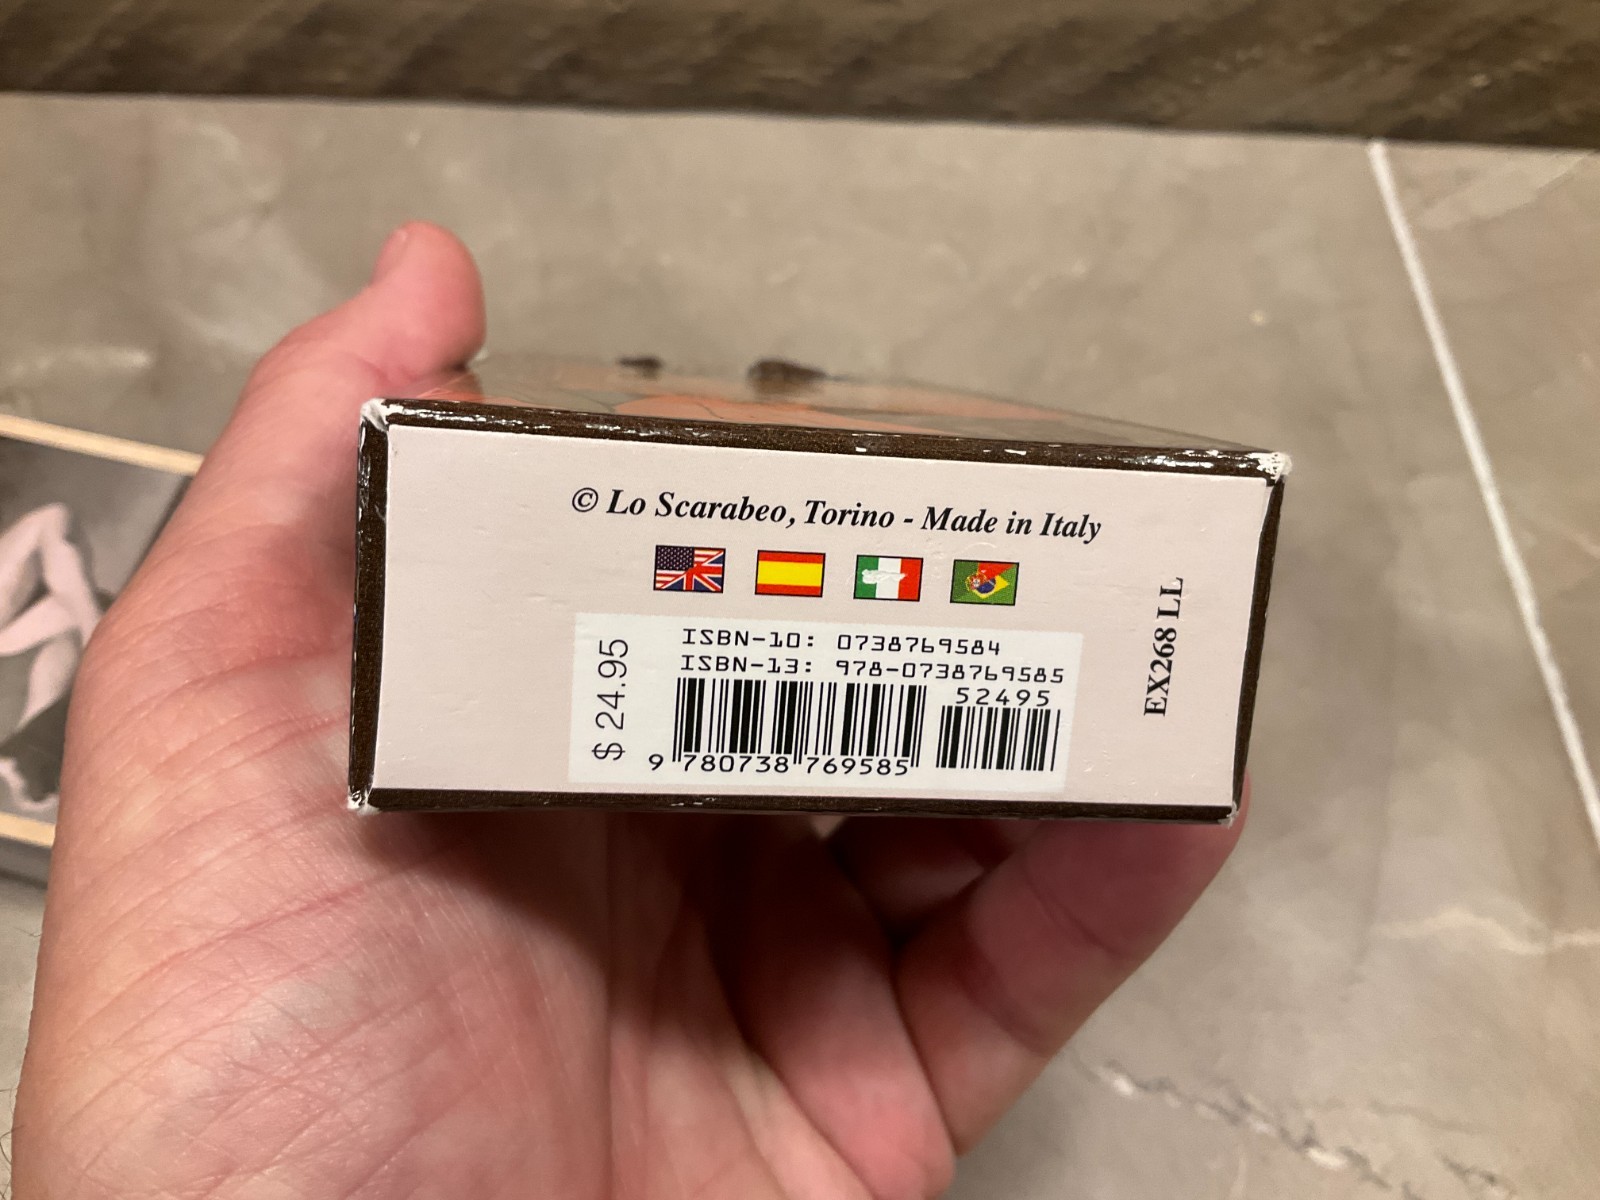 © Lo Scarabeo, Torino - Made in Italy
$ 24.95
ISBN-10: 0738769584
ISBN-13: 978-0738769585
52495
9 780738 769585
EX268 LL